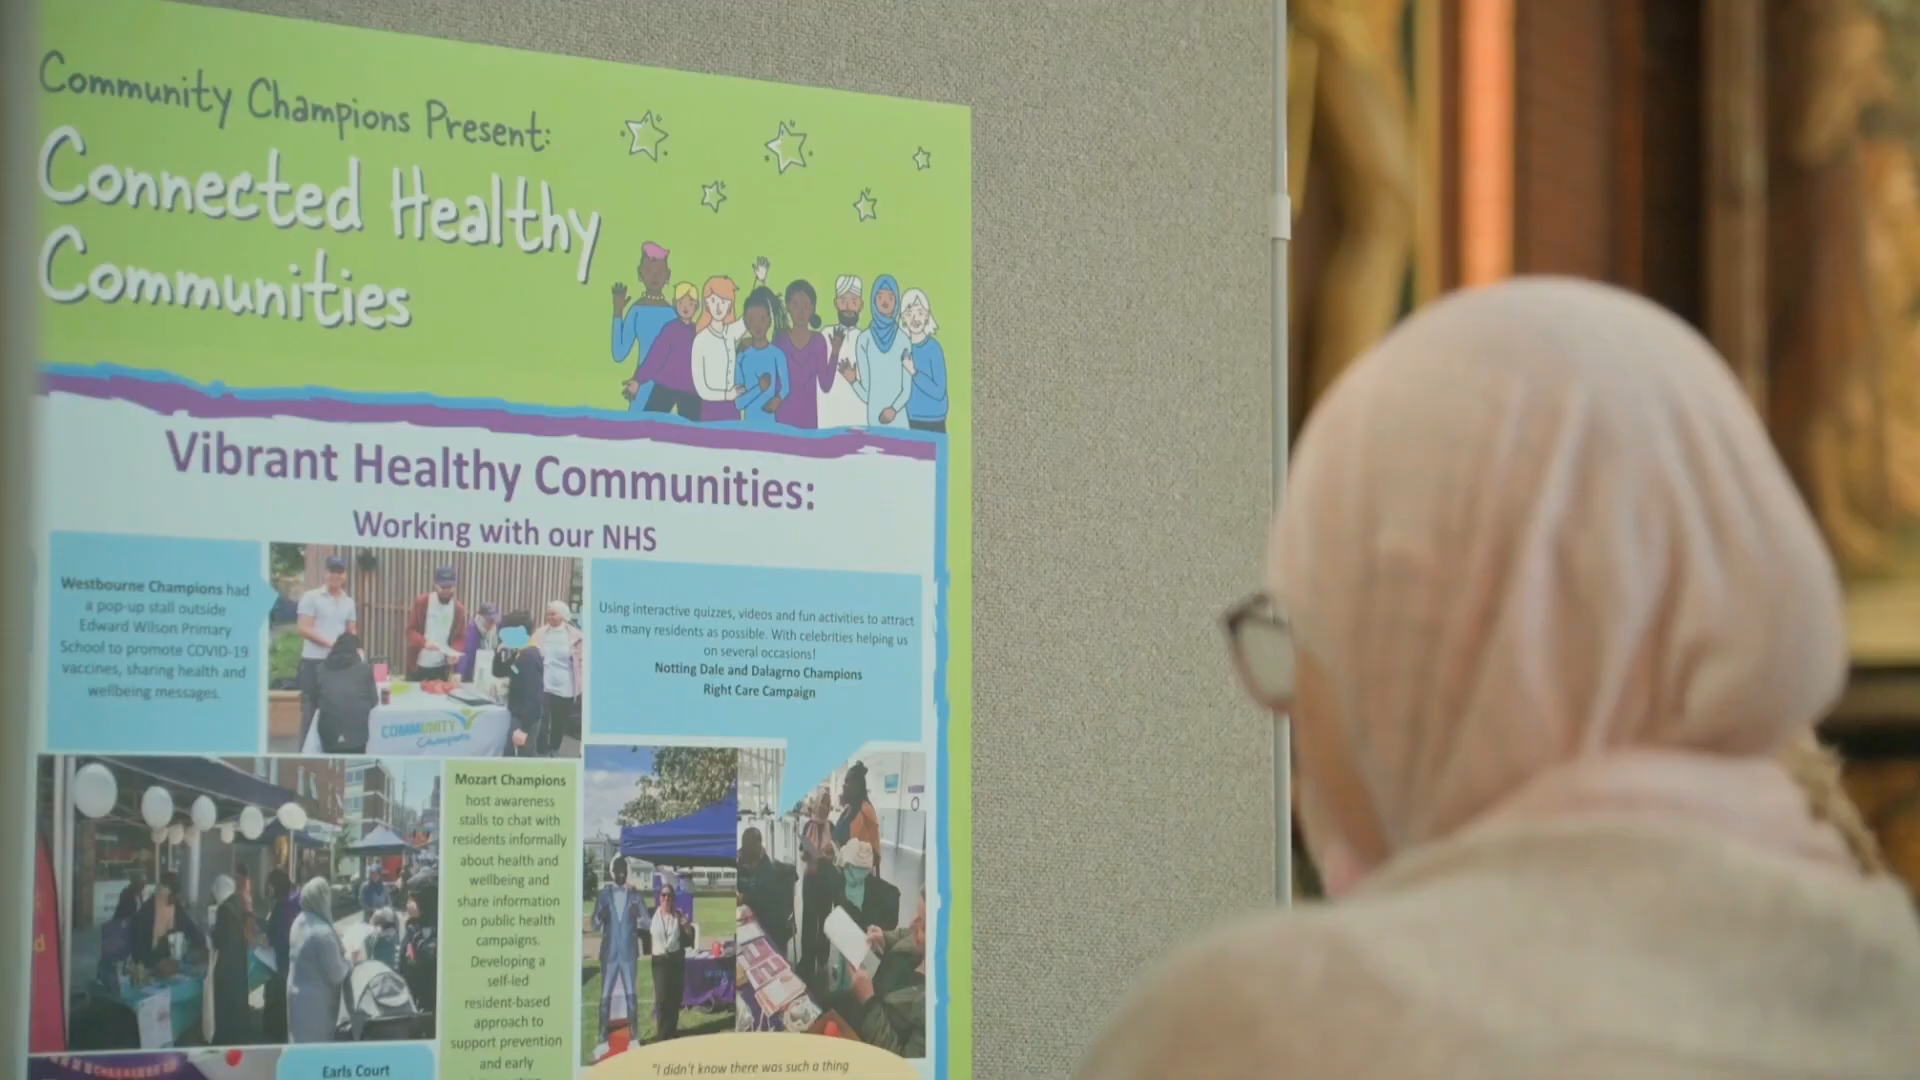 Community Champions Present:
Connected Healthy
Communities
Vibrant Healthy Communities:
Working with our NHS
Westbourne Champions had
a pop-up stall outside
Edward Wilson Primary
School to promote COVID-19
vaccines, sharing health and
wellbeing messages.
COMMUNITY
Champions
Using interactive quizzes, videos and fun activities to attract
as many residents as possible. With celebrities helping us
on several occasions!
Notting Dale and Dalagrno Champions
Right Care Campaign
Mozart Champions
host awareness
stalls to chat with
residents informally
about health and
wellbeing and
share information
on public health
campaigns.
Developing a
self-led
resident-based
approach to
support prevention
and early
Earls Court
"I didn't know there was such a thing